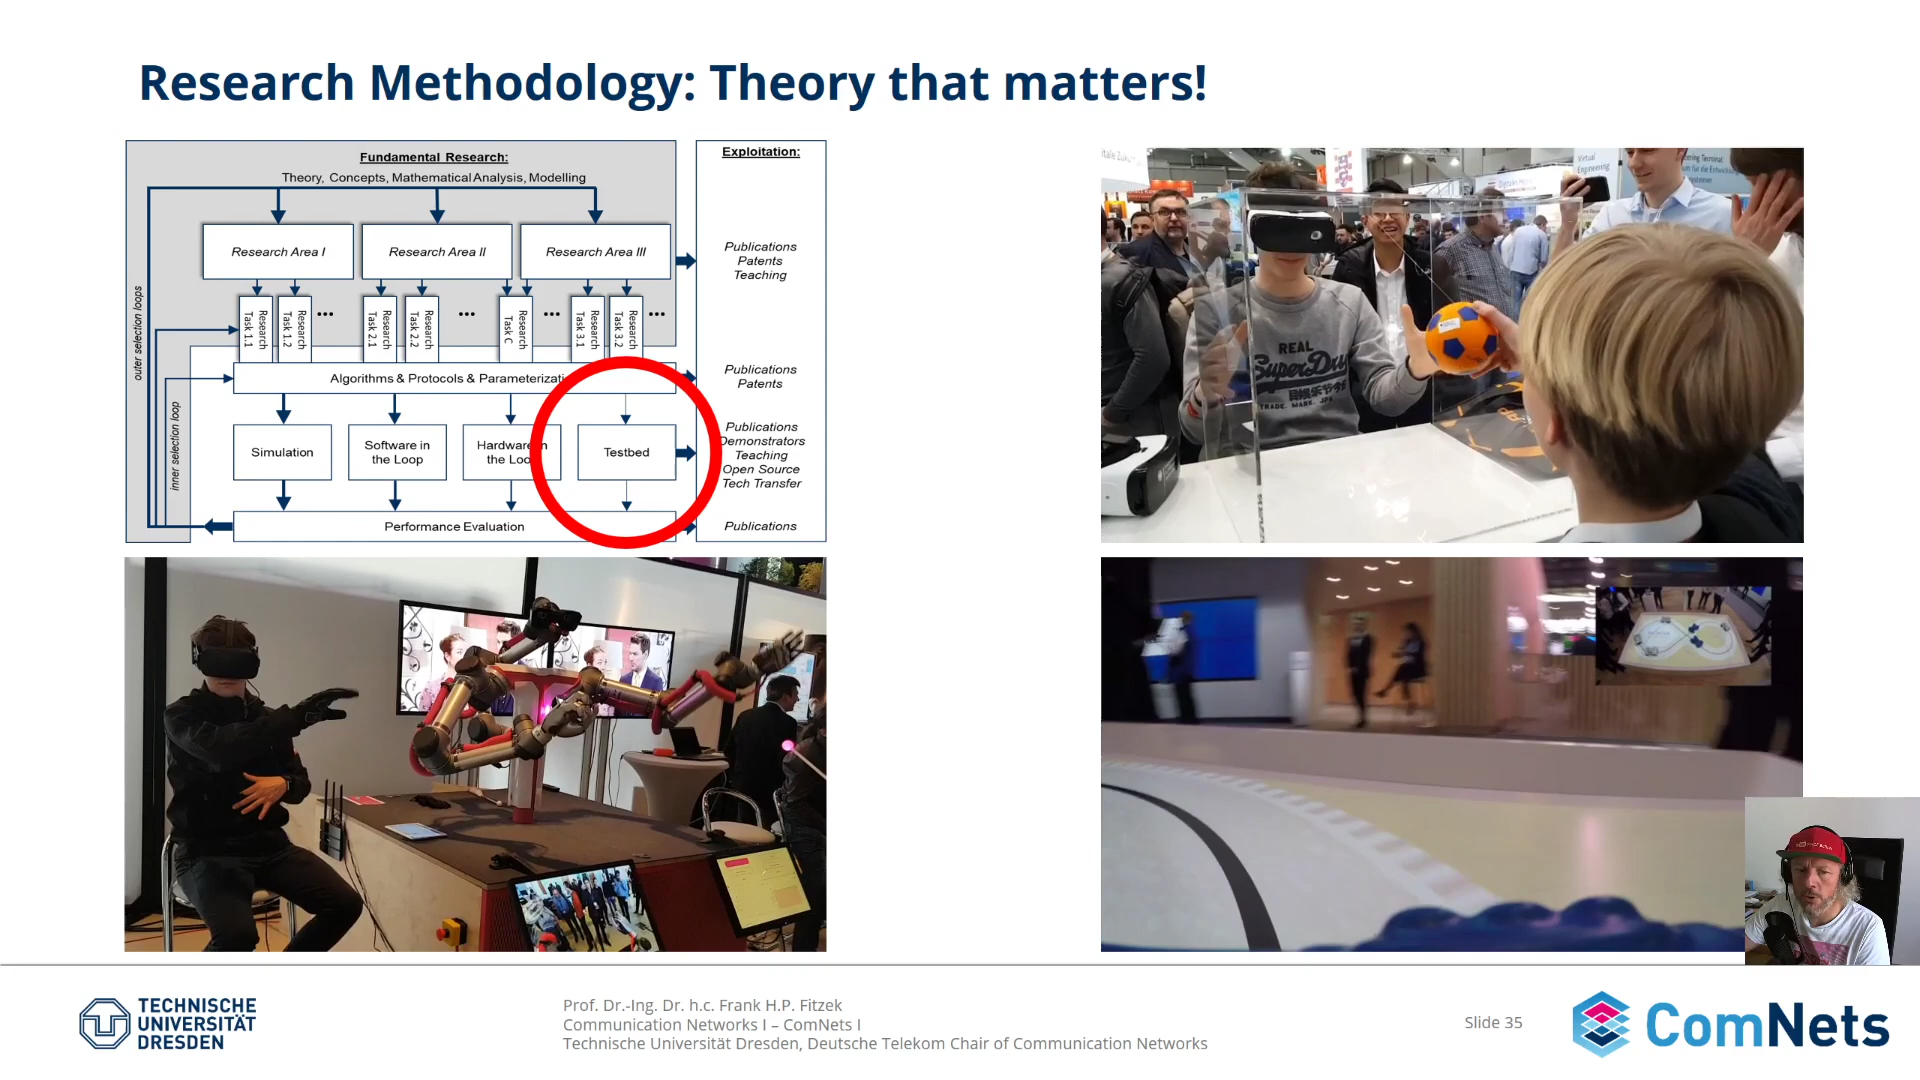 Research Methodology: Theory that matters!
Fundamental Research:
Theory, Concepts, Mathematical Analysis, Modelling
Research Area I
Research Area II
Research Area III
Research
Task 1.1
Research
Task 1.2
...
Research
Task 2.1
Research
Task 2.2
...
Research
Task C
...
Research
Task 3.1
Research
Task 3.2
...
outer selection loops
inner selection loop
Algorithms & Protocols & Parameterizati
Simulation
Software in
the Loop
Hardware in
the Loo
Testbed
Performance Evaluation
Exploitation:
Publications
Patents
Teaching
Publications
Patents
Publications
Demonstrators
Teaching
Open Source
Tech Transfer
Publications
Virtual
Engineering
REAL
SuperDry
TRADE. MARK. JPN
TECHNISCHE
UNIVERSITÄT
DRESDEN
Prof. Dr.-Ing. Dr. h.c. Frank H.P. Fitzek
Communication Networks I – ComNets I
Technische Universität Dresden, Deutsche Telekom Chair of Communication Networks
Slide 35
ComNets